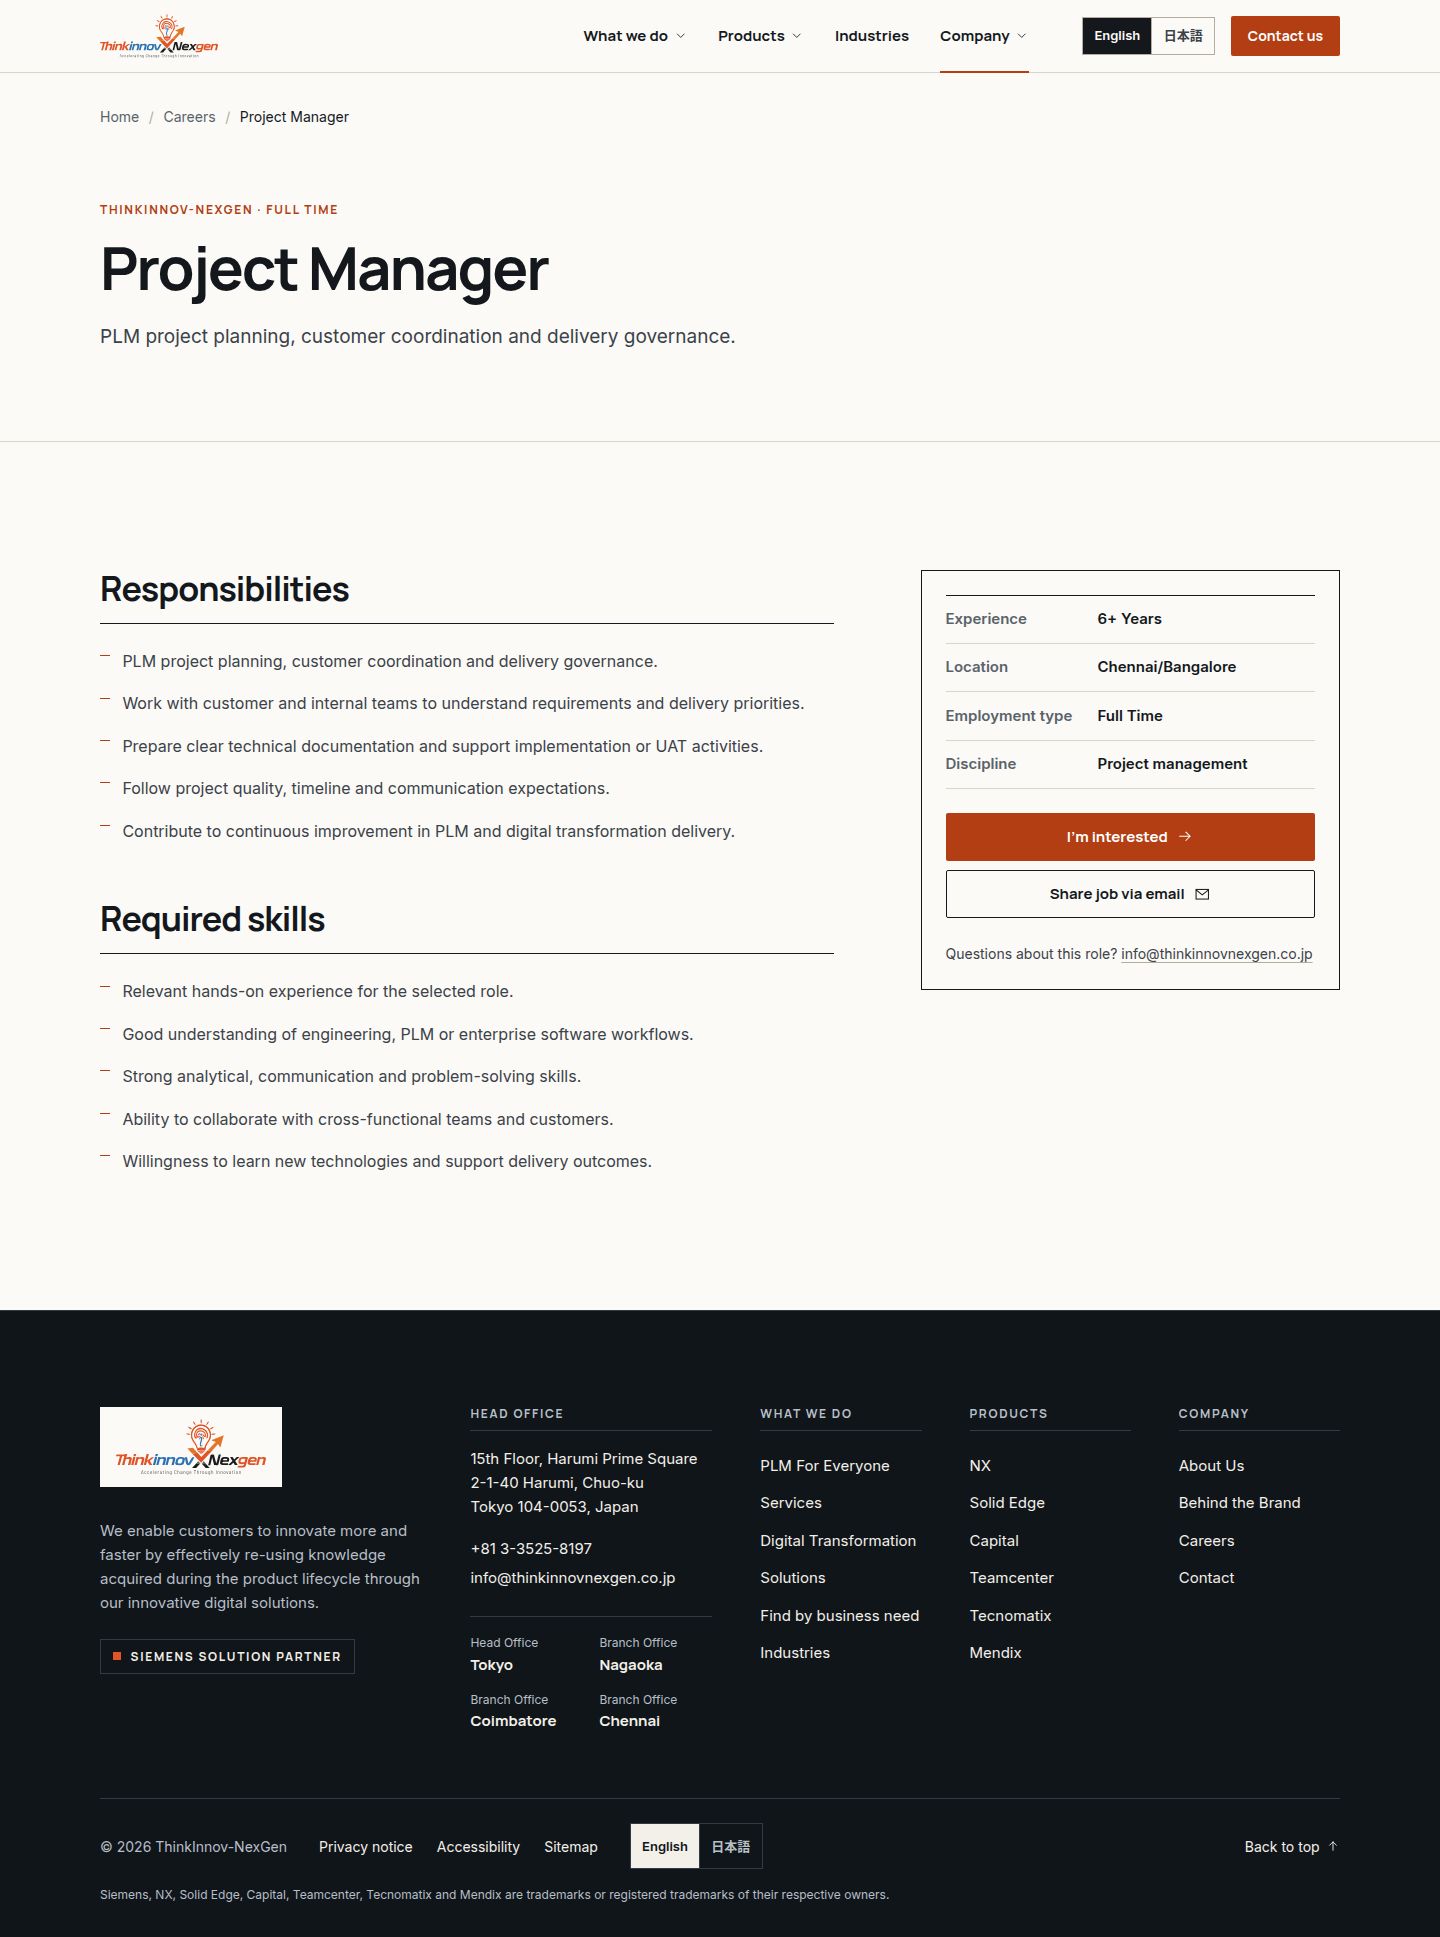 ThinkinnovXNexgen
Accelerating Change Through Innovation
What we do
Products
Industries
Company
English
日本語
Contact us
Home / Careers / Project Manager
THINKINNOV-NEXGEN · FULL TIME
Project Manager
PLM project planning, customer coordination and delivery governance.
Responsibilities
PLM project planning, customer coordination and delivery governance.
Work with customer and internal teams to understand requirements and delivery priorities.
Prepare clear technical documentation and support implementation or UAT activities.
Follow project quality, timeline and communication expectations.
Contribute to continuous improvement in PLM and digital transformation delivery.
Required skills
Relevant hands-on experience for the selected role.
Good understanding of engineering, PLM or enterprise software workflows.
Strong analytical, communication and problem-solving skills.
Ability to collaborate with cross-functional teams and customers.
Willingness to learn new technologies and support delivery outcomes.
Experience 6+ Years
Location Chennai/Bangalore
Employment type Full Time
Discipline Project management
I'm interested
Share job via email
Questions about this role? info@thinkinnovnexgen.co.jp
ThinkinnovXNexgen
Accelerating Change Through Innovation
We enable customers to innovate more and
faster by effectively re-using knowledge
acquired during the product lifecycle through
our innovative digital solutions.
SIEMENS SOLUTION PARTNER
HEAD OFFICE
15th Floor, Harumi Prime Square
2-1-40 Harumi, Chuo-ku
Tokyo 104-0053, Japan
+81 3-3525-8197
info@thinkinnovnexgen.co.jp
Head Office
Tokyo
Branch Office
Nagaoka
Branch Office
Coimbatore
Branch Office
Chennai
WHAT WE DO
PLM For Everyone
Services
Digital Transformation
Solutions
Find by business need
Industries
PRODUCTS
NX
Solid Edge
Capital
Teamcenter
Tecnomatix
Mendix
COMPANY
About Us
Behind the Brand
Careers
Contact
© 2026 ThinkInnov-NexGen
Privacy notice
Accessibility
Sitemap
English
日本語
Back to top
Siemens, NX, Solid Edge, Capital, Teamcenter, Tecnomatix and Mendix are trademarks or registered trademarks of their respective owners.